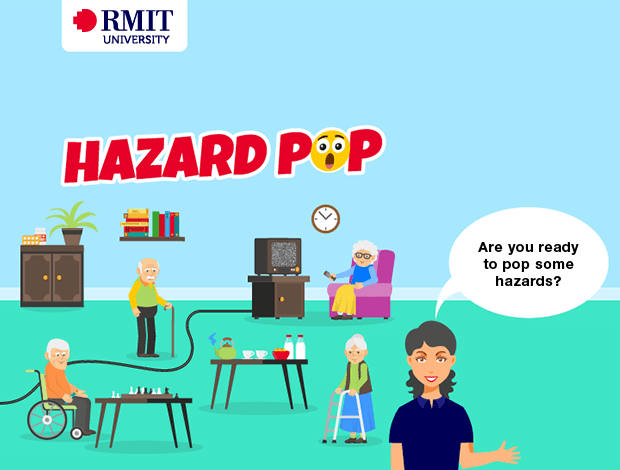 RMIT
UNIVERSITY
HAZARD POP
Are you ready
to pop some
hazards?